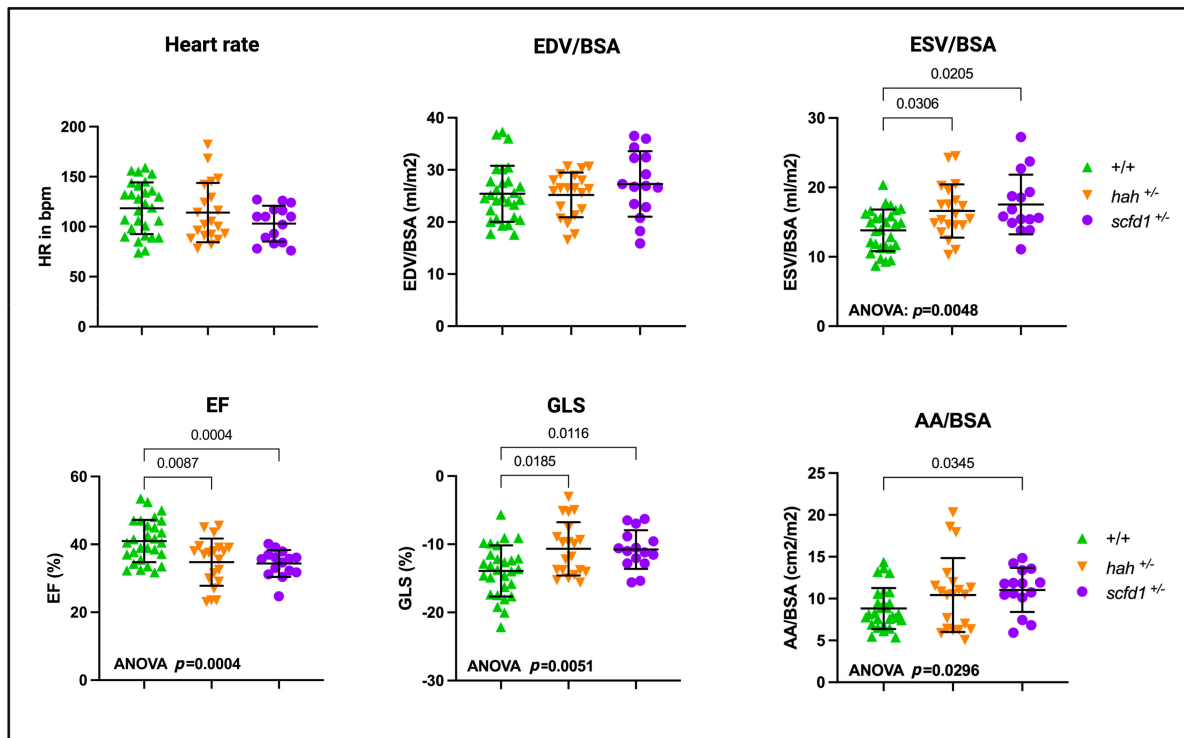 Heart rate
HR in bpm
200
150
100
50
0
EDV/BSA
EDV/BSA (ml/m2)
40
30
20
10
0
ESV/BSA
0.0205
0.0306
ESV/BSA (ml/m2)
30
20
10
0
ANOVA: p=0.0048
+/+
hah +/-
scfd1 +/-
EF
0.0004
0.0087
EF (%)
60
40
20
0
ANOVA p=0.0004
GLS
0.0116
0.0185
GLS (%)
0
-10
-20
-30
ANOVA p=0.0051
AA/BSA
0.0345
AA/BSA (cm2/m2)
25
20
15
10
5
0
ANOVA p=0.0296
+/+
hah +/-
scfd1 +/-